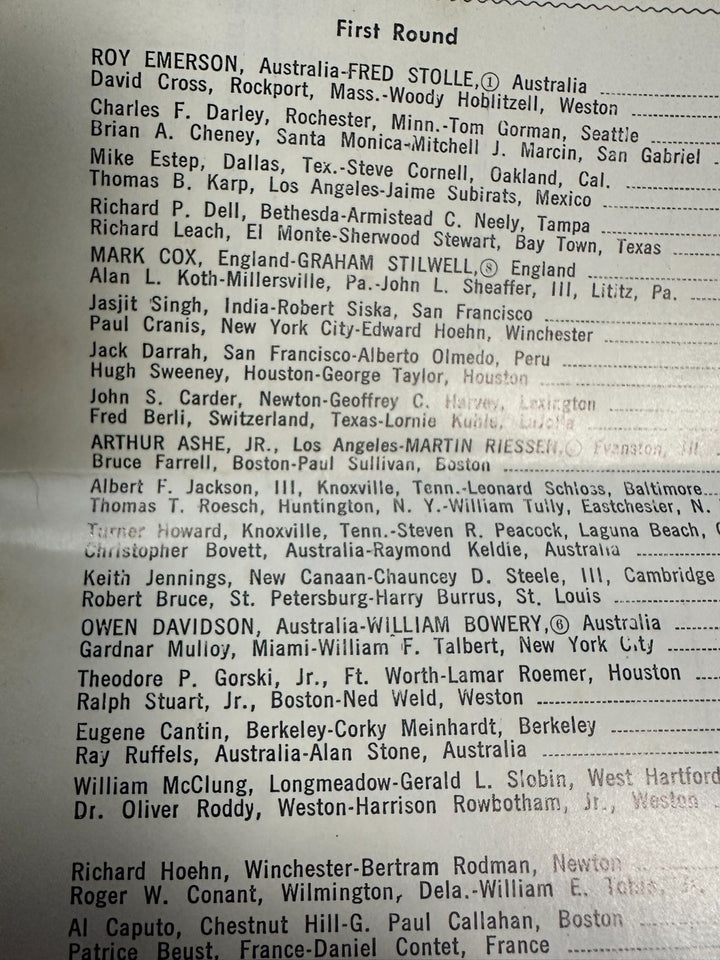 First Round
ROY EMERSON, Australia-FRED STOLLE,① Australia
David Cross, Rockport, Mass.-Woody Hoblitzell, Weston
Charles F. Darley, Rochester, Minn.-Tom Gorman, Seattle
Brian A. Cheney, Santa Monica-Mitchell J. Marcin, San Gabriel
Mike Estep, Dallas, Tex.-Steve Cornell, Oakland, Cal.
Thomas B. Karp, Los Angeles-Jaime Subirats, Mexico
Richard P. Dell, Bethesda-Armistead C. Neely, Tampa
Richard Leach, El Monte-Sherwood Stewart, Bay Town, Texas
MARK COX, England-GRAHAM STILWELL,⑧ England
Alan L. Koth-Millersville, Pa.-John L. Sheaffer, III, Lititz, Pa.
Jasjit Singh, India-Robert Siska, San Francisco
Paul Cranis, New York City-Edward Hoehn, Winchester
Jack Darrah, San Francisco-Alberto Olmedo, Peru
Hugh Sweeney, Houston-George Taylor, Houston
John S. Carder, Newton-Geoffrey C. Harvey, Lexington
Fred Berli, Switzerland, Texas-Lornie Kuhle, LaJolla
ARTHUR ASHE, JR., Los Angeles-MARTIN RIESSEN, Evanston, Ill.
Bruce Farrell, Boston-Paul Sullivan, Boston
Albert F. Jackson, III, Knoxville, Tenn.-Leonard Schloss, Baltimore
Thomas T. Roesch, Huntington, N. Y.-William Tully, Eastchester, N.
Turner Howard, Knoxville, Tenn.-Steven R. Peacock, Laguna Beach,
Christopher Bovett, Australia-Raymond Keldie, Australia
Keith Jennings, New Canaan-Chauncey D. Steele, III, Cambridge
Robert Bruce, St. Petersburg-Harry Burrus, St. Louis
OWEN DAVIDSON, Australia-WILLIAM BOWERY,⑥ Australia
Gardnar Mulloy, Miami-William F. Talbert, New York City
Theodore P. Gorski, Jr., Ft. Worth-Lamar Roemer, Houston
Ralph Stuart, Jr., Boston-Ned Weld, Weston
Eugene Cantin, Berkeley-Corky Meinhardt, Berkeley
Ray Ruffels, Australia-Alan Stone, Australia
William McClung, Longmeadow-Gerald L. Slobin, West Hartford
Dr. Oliver Roddy, Weston-Harrison Rowbotham, Jr., Weston
Richard Hoehn, Winchester-Bertram Rodman, Newton
Roger W. Conant, Wilmington, Dela.-William E.
Al Caputo, Chestnut Hill-G. Paul Callahan, Boston
Patrice Beust, France-Daniel Contet, France